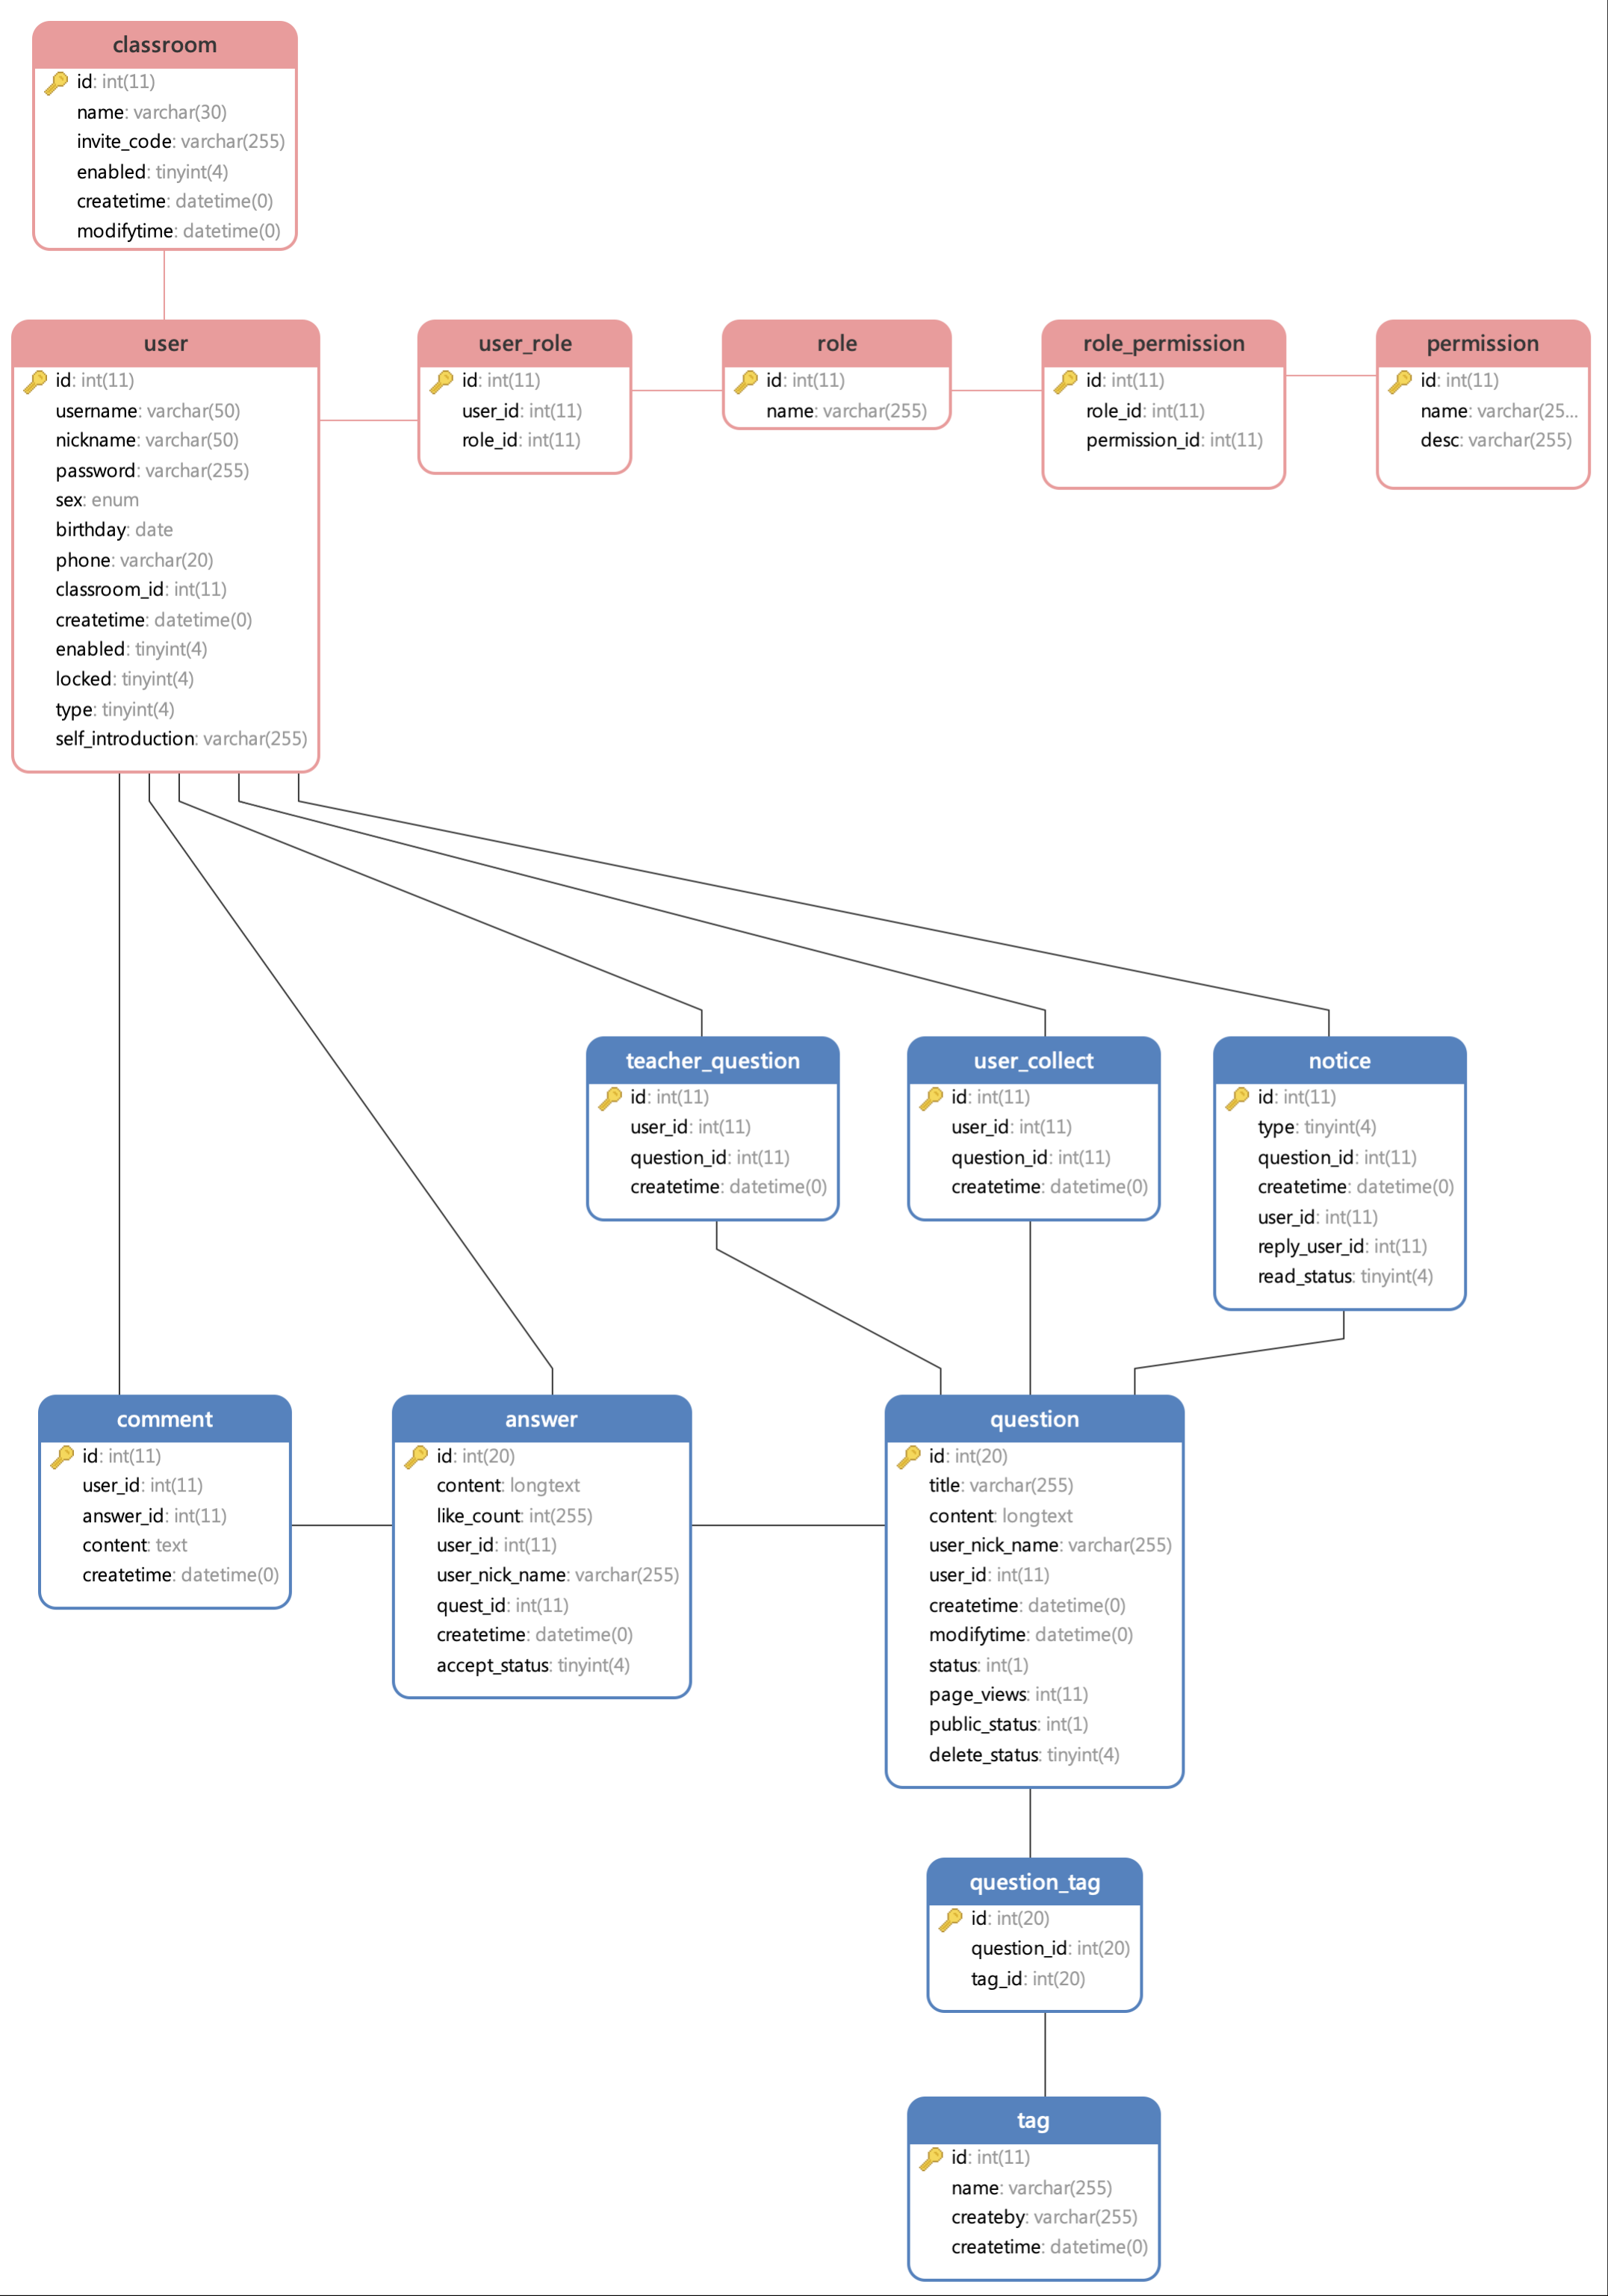 classroom
id: int(11)
name: varchar(30)
invite_code: varchar(255)
enabled: tinyint(4)
createtime: datetime(0)
modifytime: datetime(0)
user
id: int(11)
username: varchar(50)
nickname: varchar(50)
password: varchar(255)
sex: enum
birthday: date
phone: varchar(20)
classroom_id: int(11)
createtime: datetime(0)
enabled: tinyint(4)
locked: tinyint(4)
type: tinyint(4)
self_introduction: varchar(255)
user_role
id: int(11)
user_id: int(11)
role_id: int(11)
role
id: int(11)
name: varchar(255)
role_permission
id: int(11)
role_id: int(11)
permission_id: int(11)
permission
id: int(11)
name: varchar(25...
desc: varchar(255)
teacher_question
id: int(11)
user_id: int(11)
question_id: int(11)
createtime: datetime(0)
user_collect
id: int(11)
user_id: int(11)
question_id: int(11)
createtime: datetime(0)
notice
id: int(11)
type: tinyint(4)
question_id: int(11)
createtime: datetime(0)
user_id: int(11)
reply_user_id: int(11)
read_status: tinyint(4)
comment
id: int(11)
user_id: int(11)
answer_id: int(11)
content: text
createtime: datetime(0)
answer
id: int(20)
content: longtext
like_count: int(255)
user_id: int(11)
user_nick_name: varchar(255)
quest_id: int(11)
createtime: datetime(0)
accept_status: tinyint(4)
question
id: int(20)
title: varchar(255)
content: longtext
user_nick_name: varchar(255)
user_id: int(11)
createtime: datetime(0)
modifytime: datetime(0)
status: int(1)
page_views: int(11)
public_status: int(1)
delete_status: tinyint(4)
question_tag
id: int(20)
question_id: int(20)
tag_id: int(20)
tag
id: int(11)
name: varchar(255)
createby: varchar(255)
createtime: datetime(0)